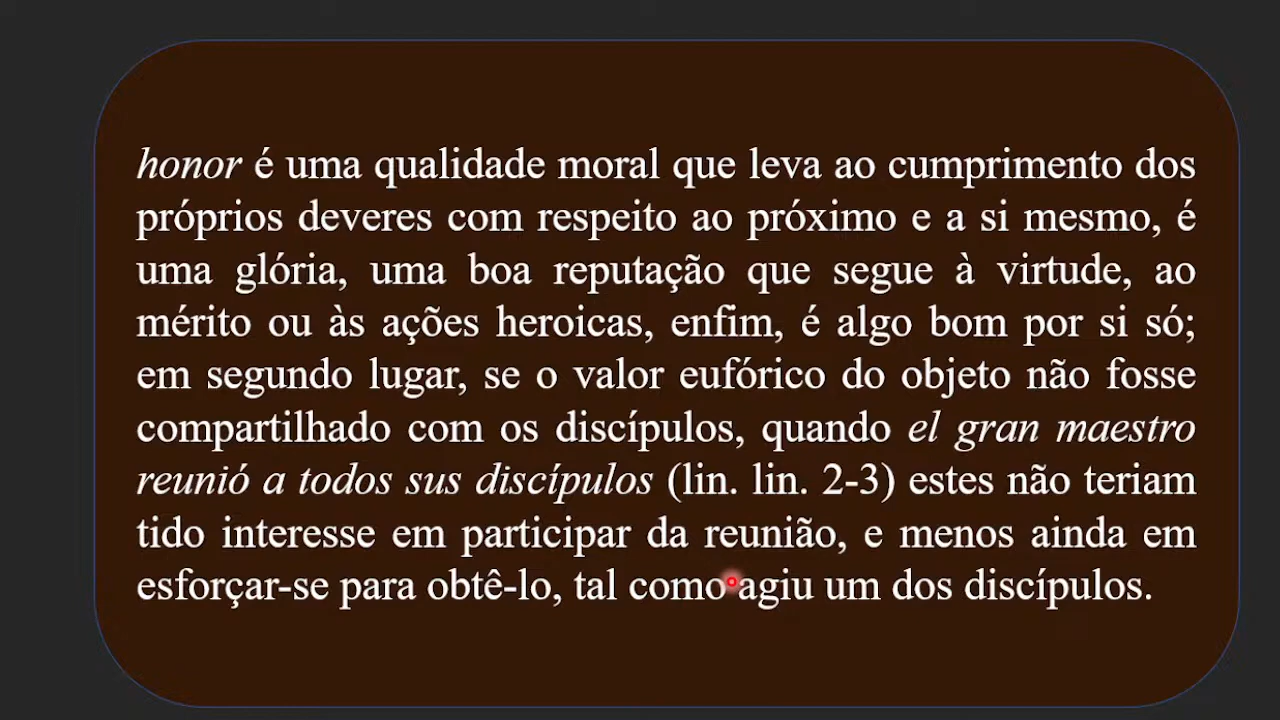 honor é uma qualidade moral que leva ao cumprimento dos
próprios deveres com respeito ao próximo e a si mesmo, é
uma glória, uma boa reputação que segue à virtude, ao
mérito ou às ações heroicas, enfim, é algo bom por si só;
em segundo lugar, se o valor eufórico do objeto não fosse
compartilhado com os discípulos, quando el gran maestro
reunió a todos sus discípulos (lin. lin. 2-3) estes não teriam
tido interesse em participar da reunião, e menos ainda em
esforçar-se para obtê-lo, tal como agiu um dos discípulos.